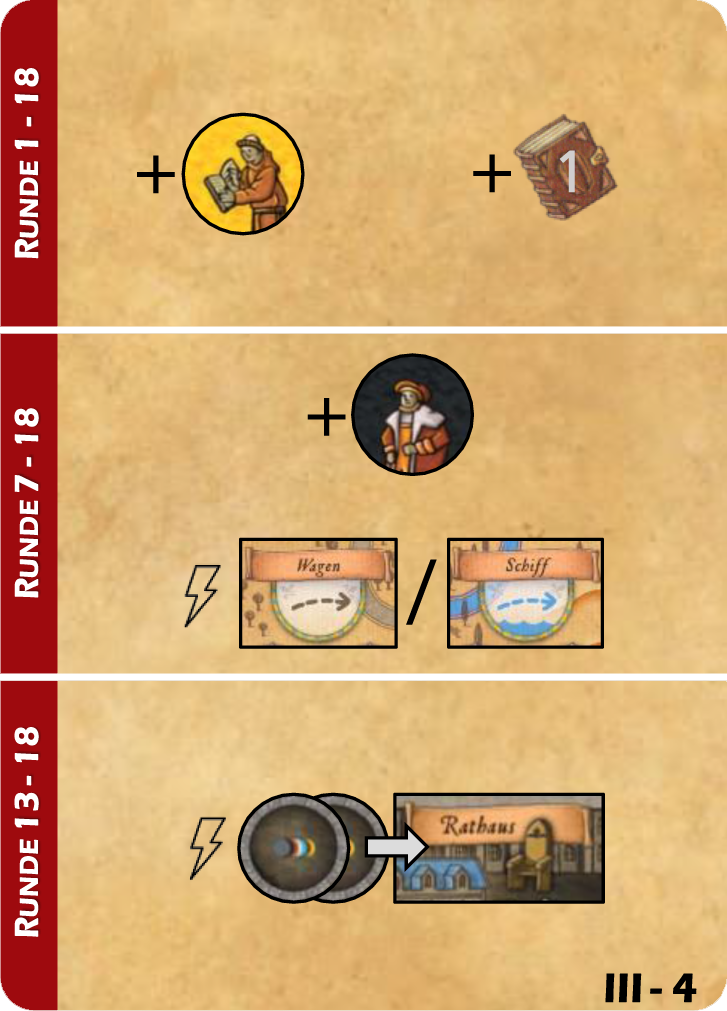 RUNDE 1 - 18
+
+ 1
RUNDE 7 - 18
+
Wagen / Schiff
RUNDE 13 - 18
Rathaus
III - 4